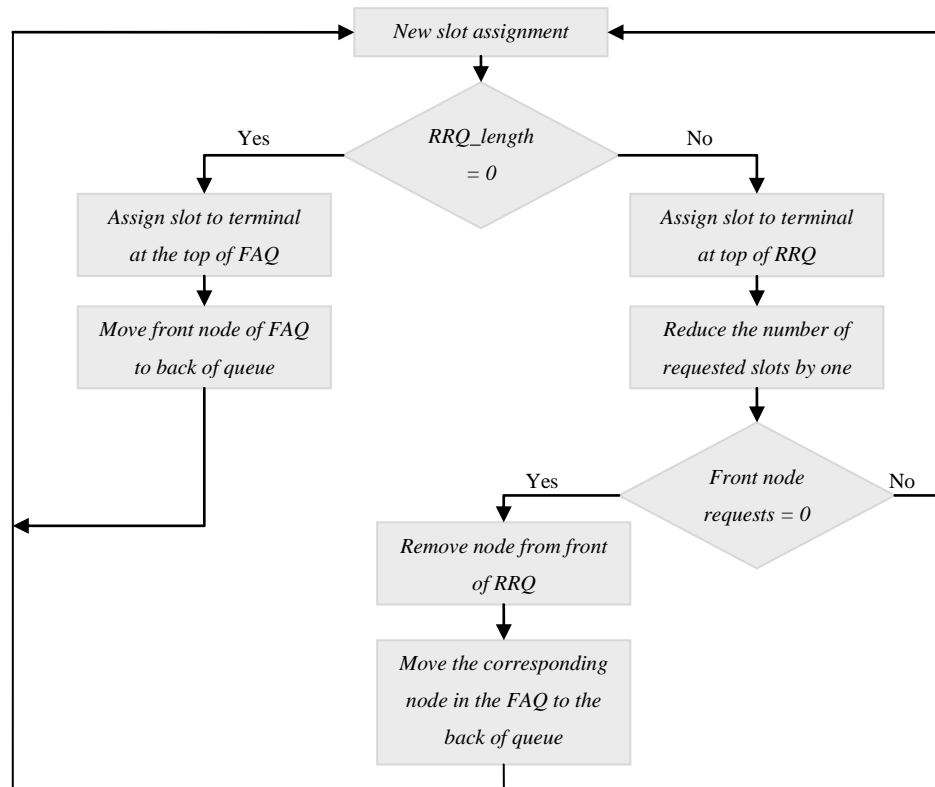 New slot assignment
RRQ_length
= 0
Yes
No
Assign slot to terminal
at the top of FAQ
Assign slot to terminal
at top of RRQ
Move front node of FAQ
to back of queue
Reduce the number of
requested slots by one
Front node
requests = 0
Yes
No
Remove node from front
of RRQ
Move the corresponding
node in the FAQ to the
back of queue